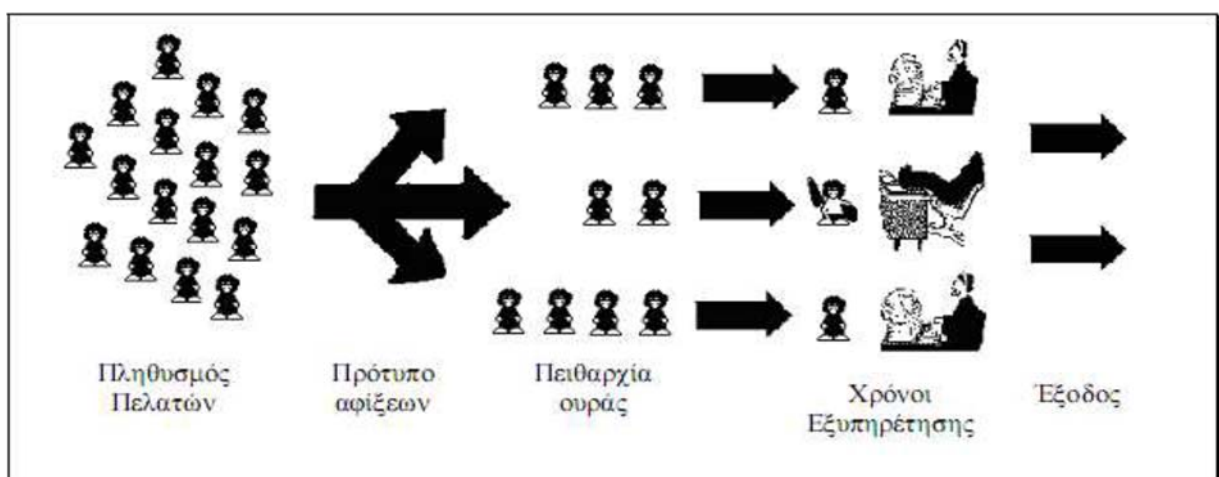 Πληθυσμός
Πελατών
Πρότυπο
αφίξεων
Πειθαρχία
ουράς
Χρόνοι
Εξυπηρέτησης
Έξοδος